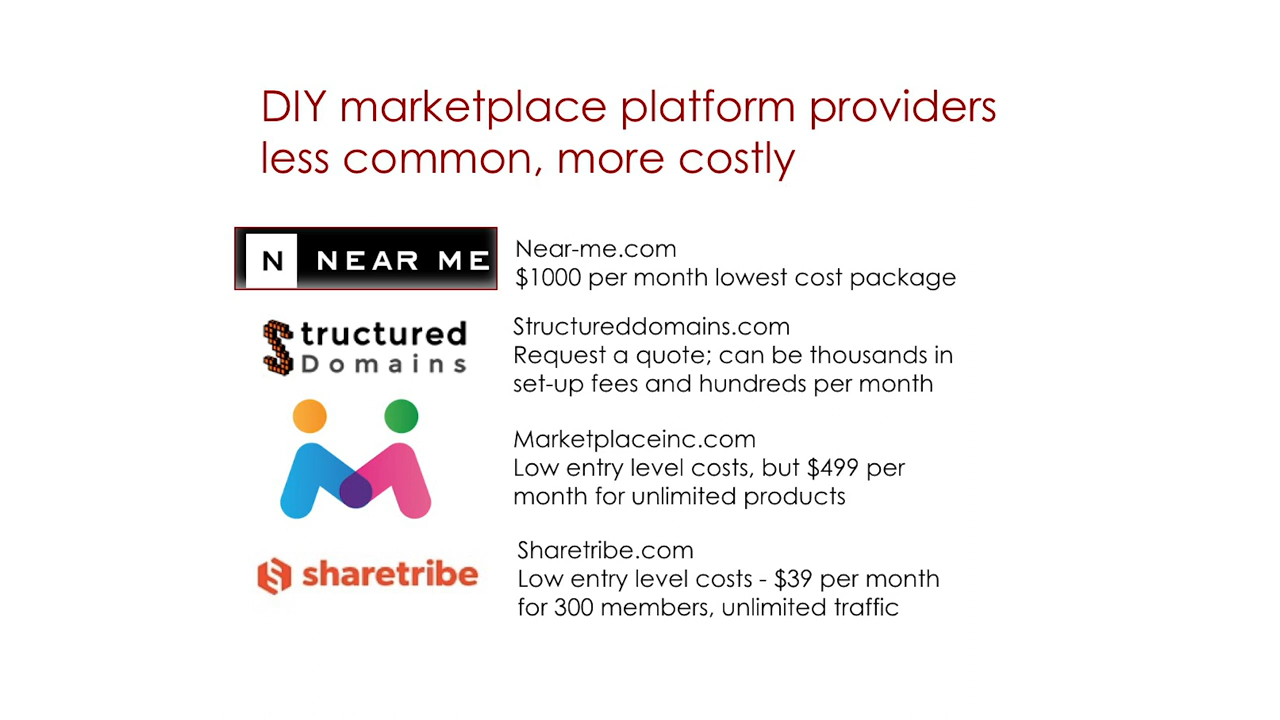 DIY marketplace platform providers
less common, more costly
N NEAR ME
Near-me.com
$1000 per month lowest cost package
Structured
Domains
Structureddomains.com
Request a quote; can be thousands in
set-up fees and hundreds per month
Marketplaceinc.com
Low entry level costs, but $499 per
month for unlimited products
sharetribe
Sharetribe.com
Low entry level costs - $39 per month
for 300 members, unlimited traffic